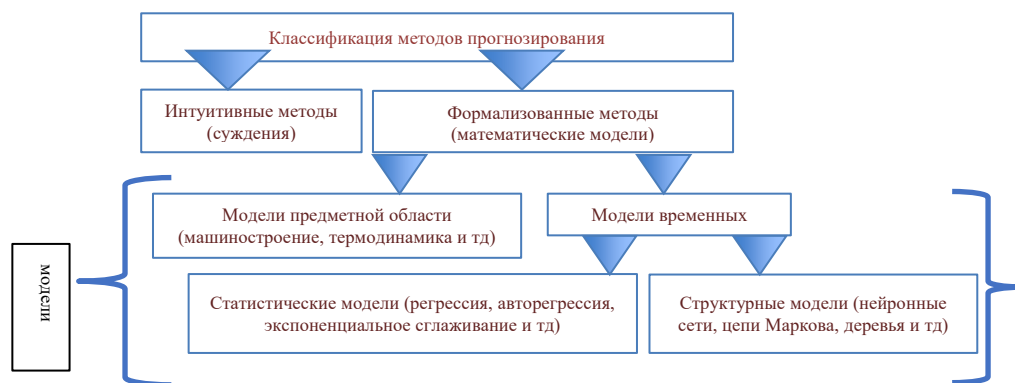 Классификация методов прогнозирования
Интуитивные методы
(суждения)
Формализованные методы
(математические модели)
Модели предметной области
(машиностроение, термодинамика и тд)
Модели временных
модели
Статистические модели (регрессия, авторегрессия,
экспоненциальное сглаживание и тд)
Структурные модели (нейронные
сети, цепи Маркова, деревья и тд)